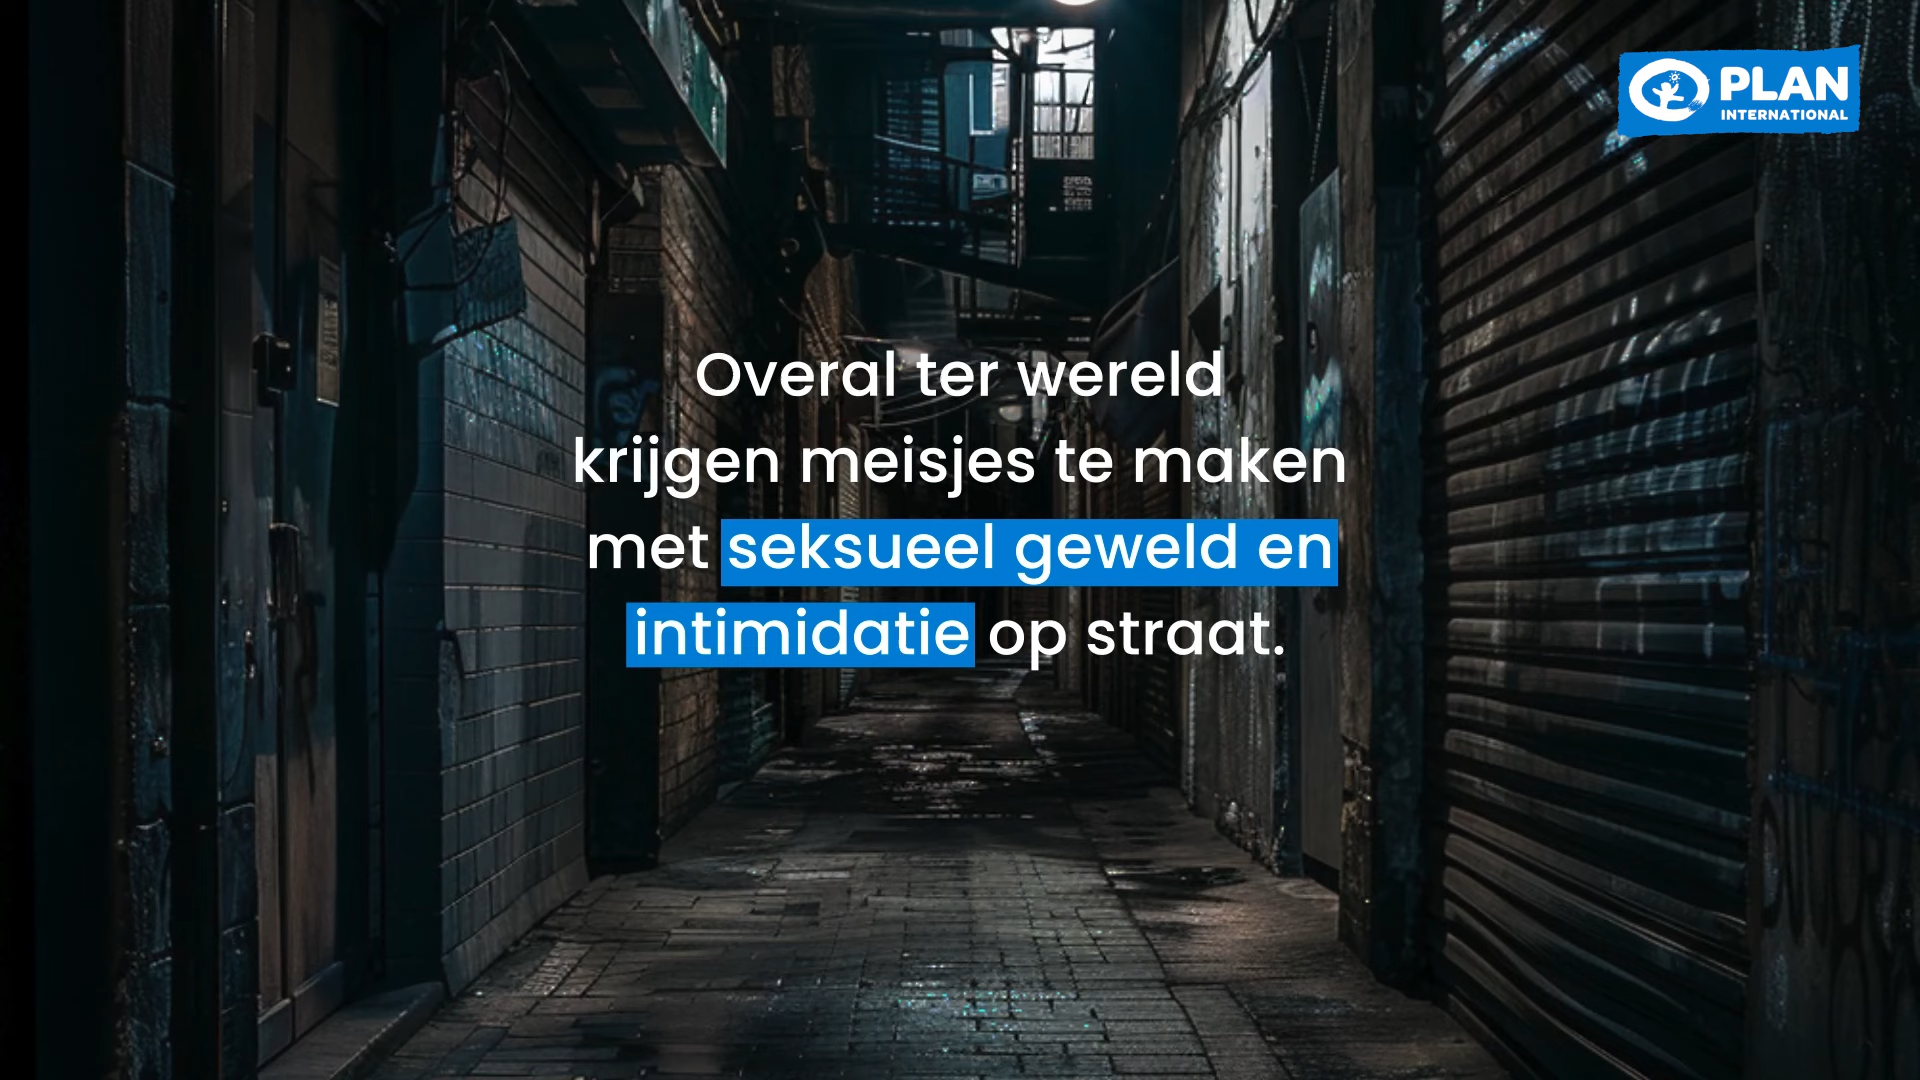 PLAN
INTERNATIONAL
Overal ter wereld
krijgen meisjes te maken
met seksueel geweld en
intimidatie op straat.